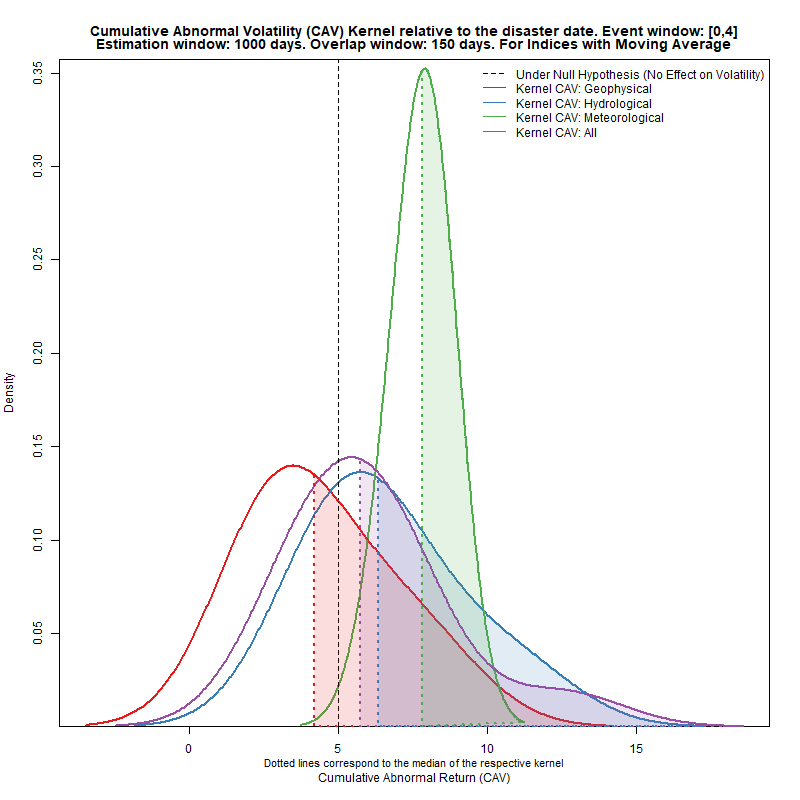 Cumulative Abnormal Volatility (CAV) Kernel relative to the disaster date. Event window: [0,4]
Estimation window: 1000 days. Overlap window: 150 days. For Indices with Moving Average
Under Null Hypothesis (No Effect on Volatility)
Kernel CAV: Geophysical
Kernel CAV: Hydrological
Kernel CAV: Meteorological
Kernel CAV: All
0.35
0.30
0.25
0.20
0.15
0.10
0.05
Density
0 5 10 15
Dotted lines correspond to the median of the respective kernel
Cumulative Abnormal Return (CAV)